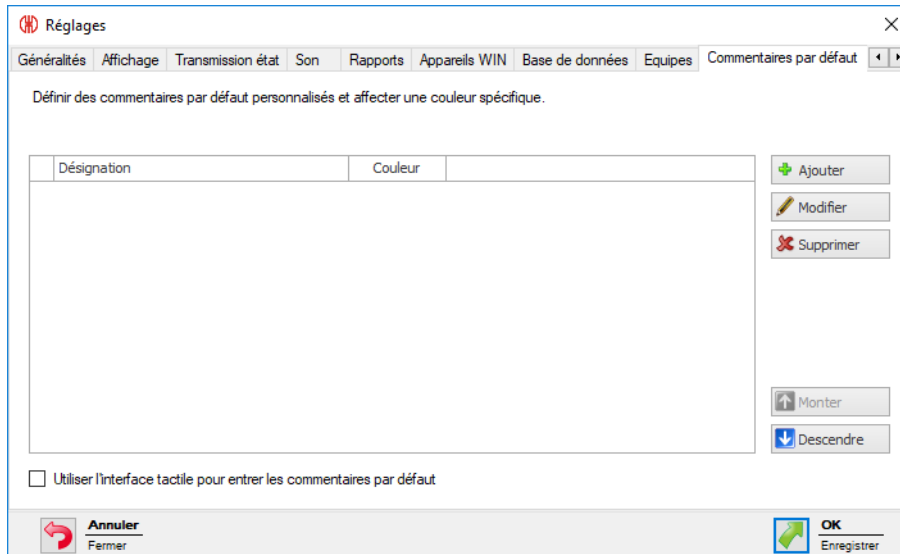 Réglages
Généralités Affichage Transmission état Son Rapports Appareils WIN Base de données Equipes Commentaires par défaut
Définir des commentaires par défaut personnalisés et affecter une couleur spécifique.
Désignation Couleur
Ajouter
Modifier
Supprimer
Monter
Descendre
Utiliser l'interface tactile pour entrer les commentaires par défaut
Annuler
Fermer
OK
Enregistrer